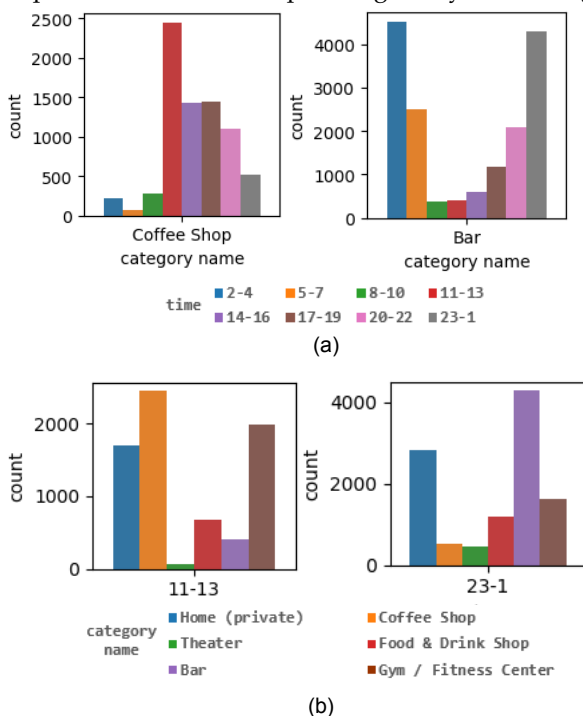 2500
2000
1500
1000
500
0
count
Coffee Shop
category name
4000
3000
2000
1000
0
count
Bar
category name
time
2-4 5-7 8-10 11-13
14-16 17-19 20-22 23-1
(a)
2000
1000
0
count
11-13
4000
2000
0
count
23-1
category name
Home (private) Coffee Shop
Theater Food & Drink Shop
Bar Gym / Fitness Center
(b)